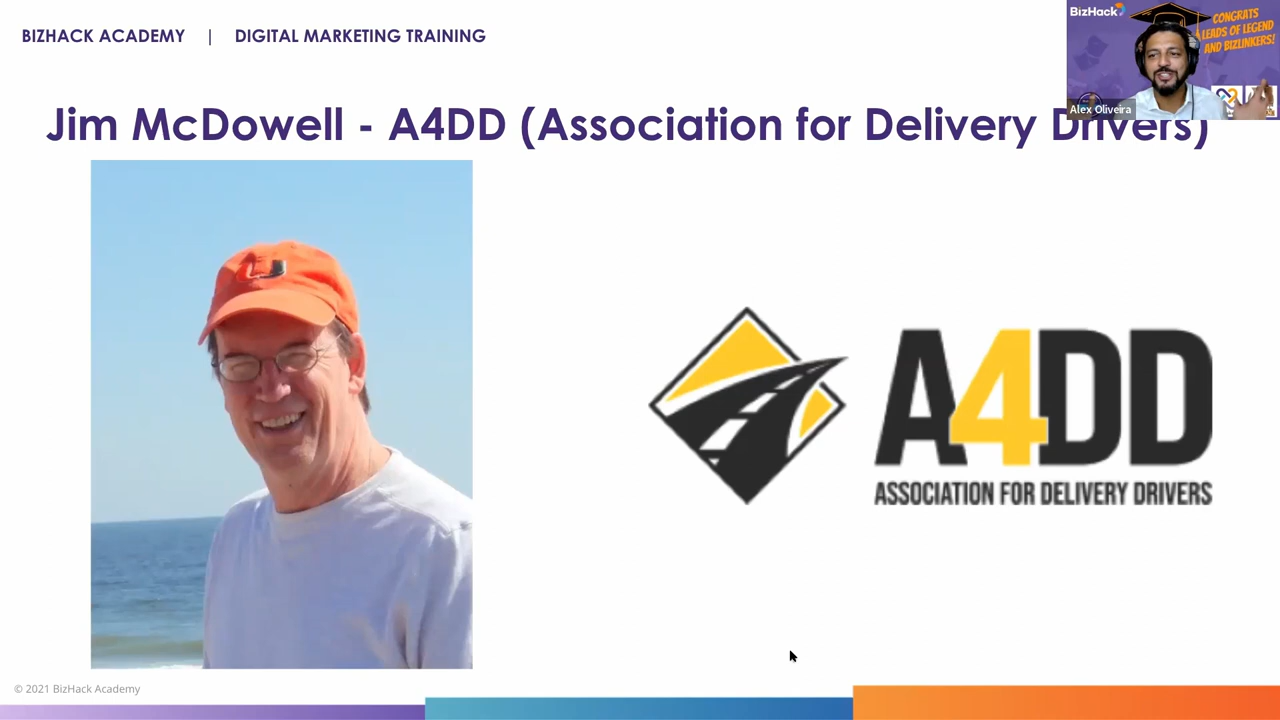 BIZHACK ACADEMY | DIGITAL MARKETING TRAINING
BizHack
CONGRATS
LEADS OF LEGEND
AND BIZLINKERS!
Alex Oliveira
Jim McDowell - A4DD (Association for Delivery Drivers)
U
A4DD
ASSOCIATION FOR DELIVERY DRIVERS
© 2021 BizHack Academy